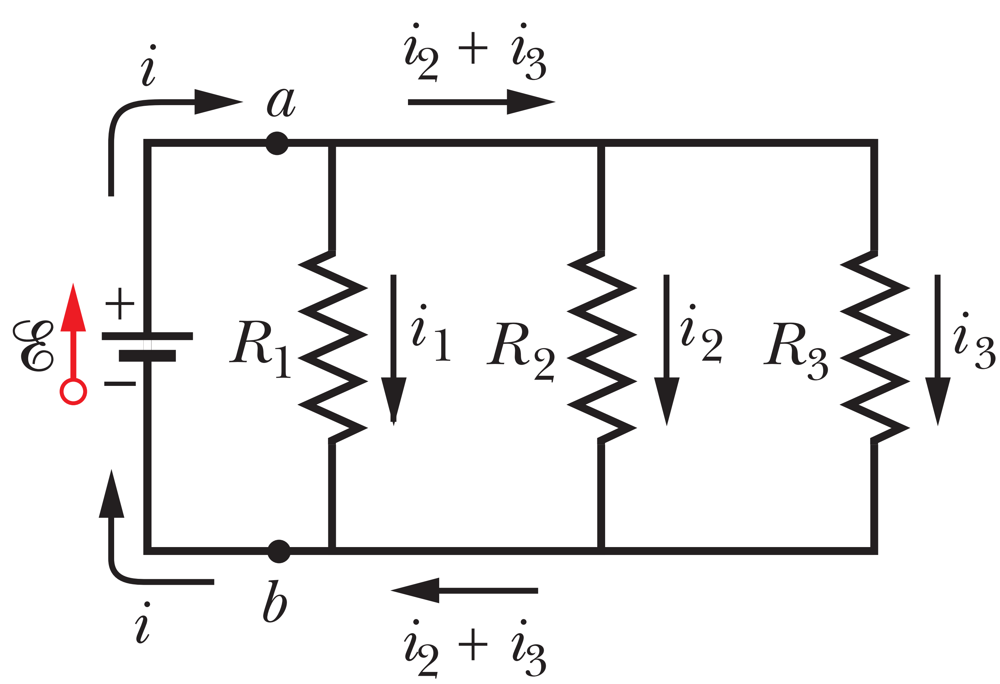 i₂ + i₃
i
a
+
ℰ
R₁
i₁
R₂
i₂
R₃
i₃
−
b
i
i₂ + i₃